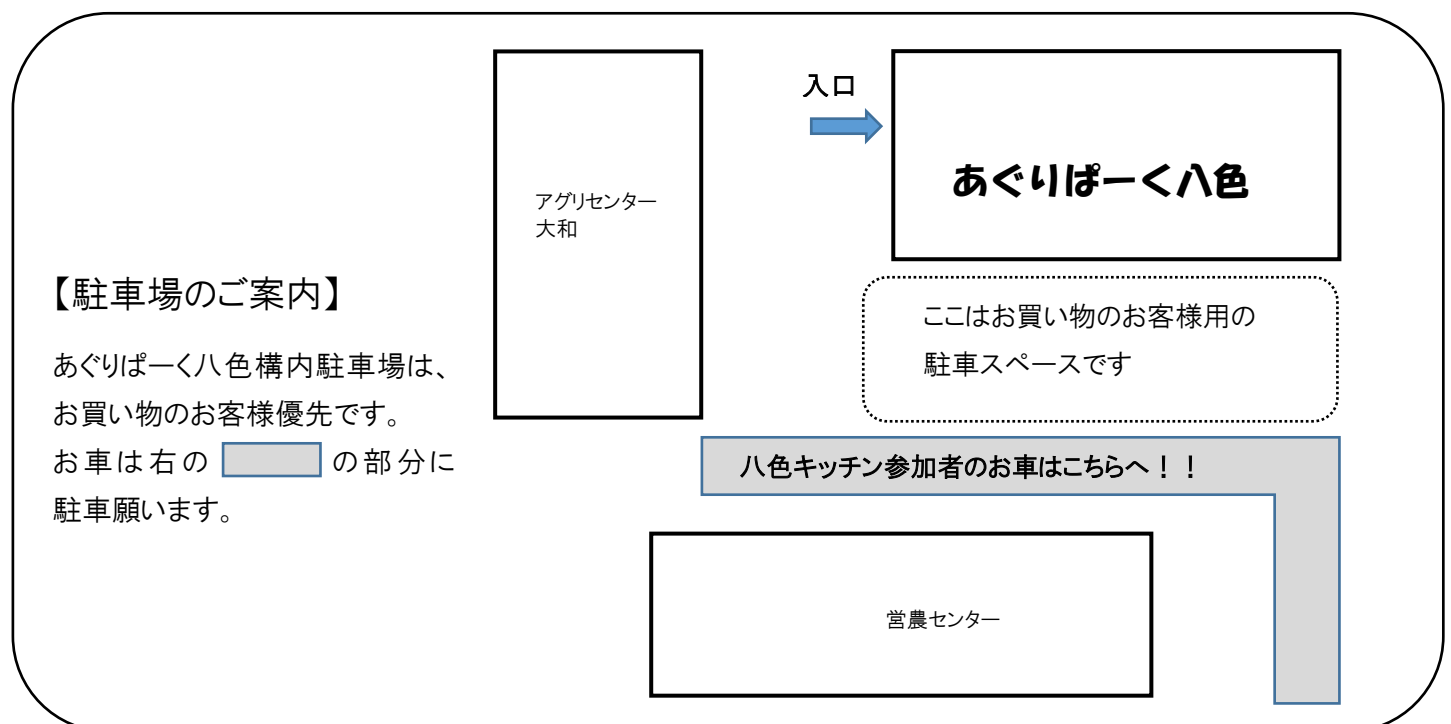 入口
あぐりぱーく八色
アグリセンター
大和
【駐車場のご案内】
あぐりぱーく八色構内駐車場は、
お買い物のお客様優先です。
お車は右の の部分に
駐車願います。
ここはお買い物のお客様用の
駐車スペースです
八色キッチン参加者のお車はこちらへ！！
営農センター